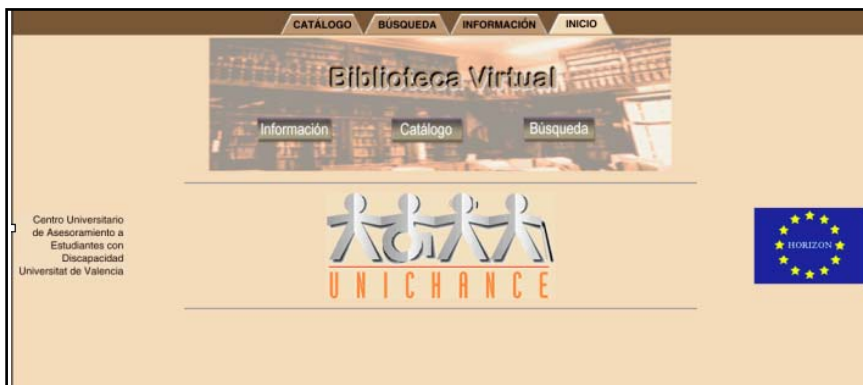 CATÁLOGO BÚSQUEDA INFORMACIÓN INICIO
Biblioteca Virtual
Información Catálogo Búsqueda
Centro Universitario
de Asesoramiento a
Estudiantes con
Discapacidad
Universitat de Valencia
UNICHANCE
HORIZON